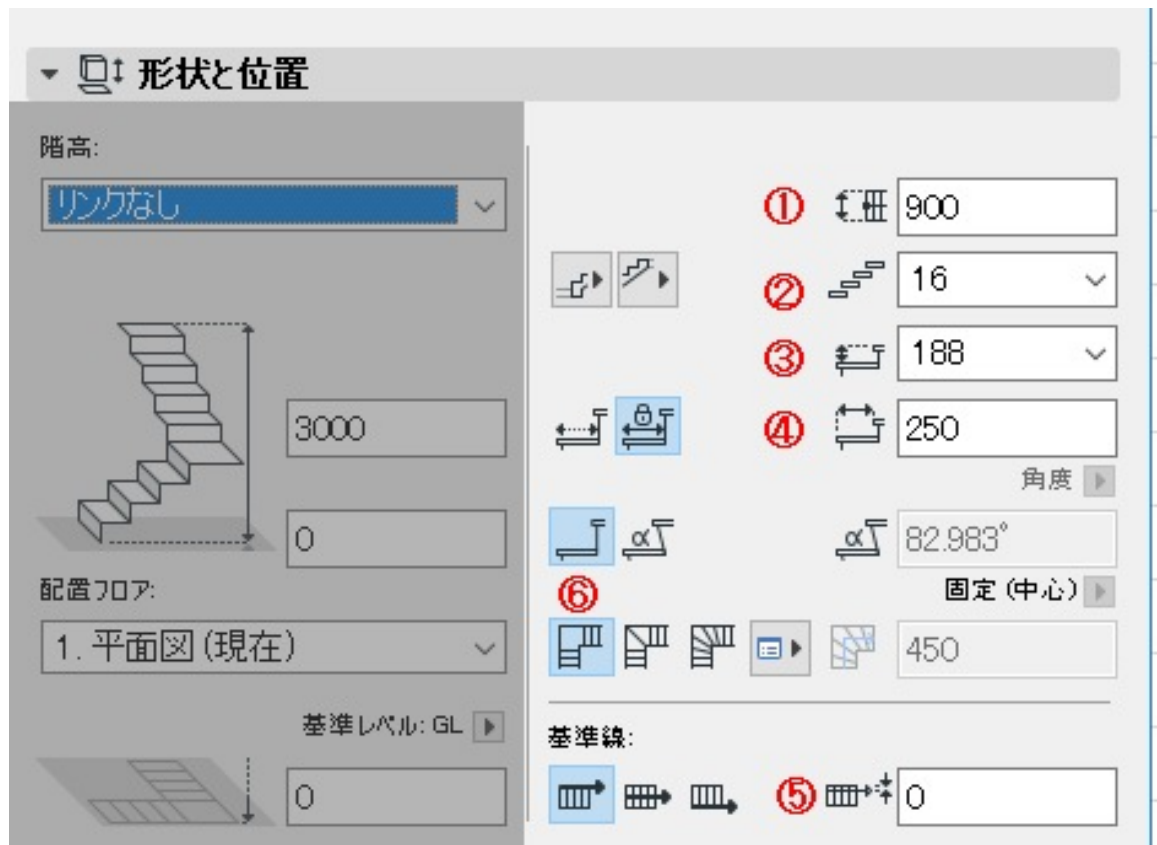 形状と位置
階高:
リンクなし
① 900
② 16
③ 188
3000
④ 250
角度
0
α α 82.983°
配置フロア:
⑥
固定 (中心)
1. 平面図 (現在)
450
基準レベル: GL
基準線:
0
⑤ 0